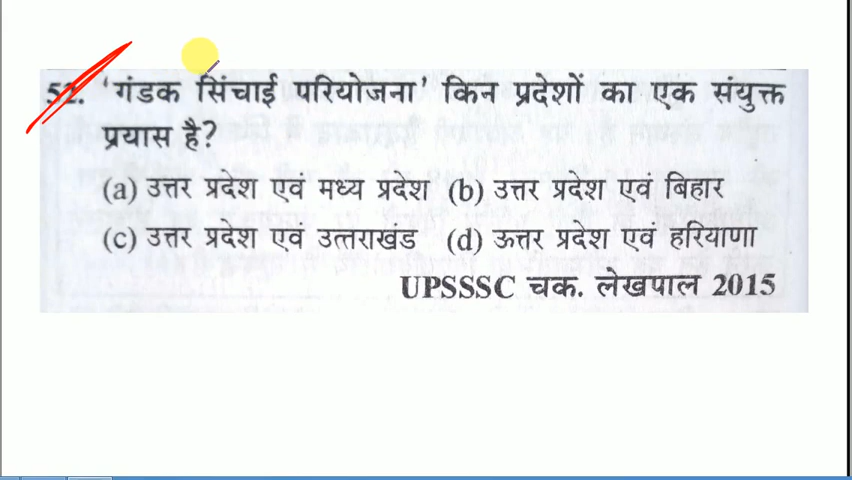 52. 'गंडक सिंचाई परियोजना' किन प्रदेशों का एक संयुक्त
प्रयास है?
(a) उत्तर प्रदेश एवं मध्य प्रदेश (b) उत्तर प्रदेश एवं बिहार
(c) उत्तर प्रदेश एवं उत्तराखंड (d) ऊत्तर प्रदेश एवं हरियाणा
UPSSSC चक. लेखपाल 2015